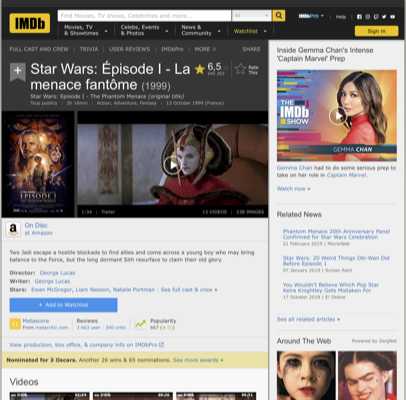 IMDb
Find Movies, TV shows, Celebrities and more...
All
IMDbPro
Help
Movies, TV & Showtimes
Celebs, Events & Photos
News & Community
Watchlist
Sign in
FULL CAST AND CREW | TRIVIA | USER REVIEWS | IMDbPro | MORE
SHARE
Star Wars: Épisode I - La menace fantôme (1999)
6,5
Rate This
Star Wars: Episode I - The Phantom Menace (original title)
Tous publics | 2h 16min | Action, Adventure, Fantasy | 13 October 1999 (France)
EPISODE I
1:34 | Trailer
13 VIDEOS | 238 IMAGES
On Disc
at Amazon
Two Jedi escape a hostile blockade to find allies and come across a young boy who may bring
balance to the Force, but the long dormant Sith resurface to claim their old glory.
Director: George Lucas
Writer: George Lucas
Stars: Ewan McGregor, Liam Neeson, Natalie Portman | See full cast & crew »
+ Add to Watchlist
51
Metascore
From metacritic.com
Reviews
3 663 user | 340 critic
Popularity
667
View production, box office, & company info on IMDbPro
Nominated for 3 Oscars. Another 26 wins & 65 nominations. See more awards »
Videos
Inside Gemma Chan's Intense
'Captain Marvel' Prep
THE
IMDb
SHOW
GEMMA CHAN
Gemma Chan had to do some serious prep to
take on her role in Captain Marvel.
Watch now »
Related News
Phantom Menace 20th Anniversary Panel
Confirmed for Star Wars Celebration
21 February 2019 | MovieWeb
Star Wars: 20 Weird Things Obi-Wan Did
Before Episode 1
07 January 2019 | Screen Rant
You Wouldn't Believe Which Pop Star
Keira Knightley Gets Mistaken For
17 October 2018 | E! Online
See all related articles »
Around The Web
Powered by ZergNet